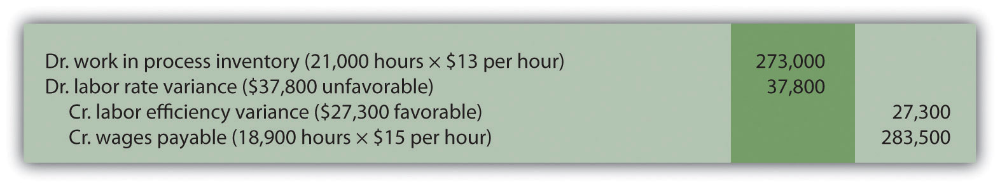 Dr. work in process inventory (21,000 hours × $13 per hour) 273,000
Dr. labor rate variance ($37,800 unfavorable) 37,800
Cr. labor efficiency variance ($27,300 favorable) 27,300
Cr. wages payable (18,900 hours × $15 per hour) 283,500